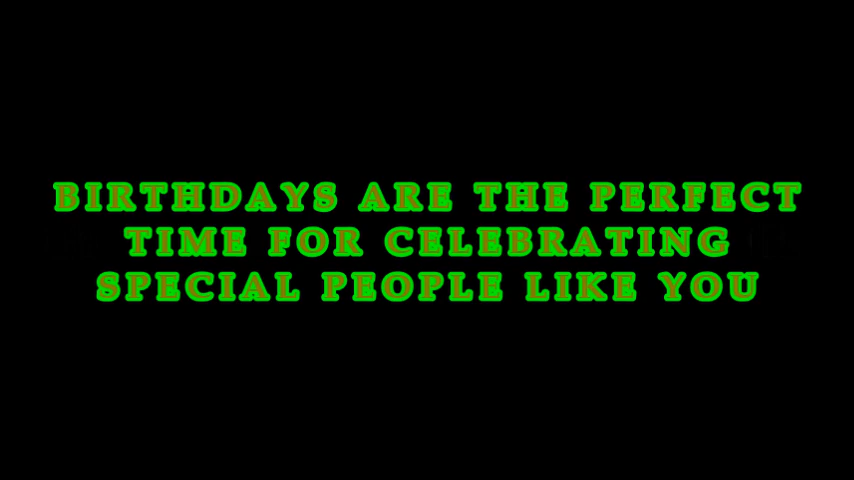 BIRTHDAYS ARE THE PERFECT
TIME FOR CELEBRATING
SPECIAL PEOPLE LIKE YOU